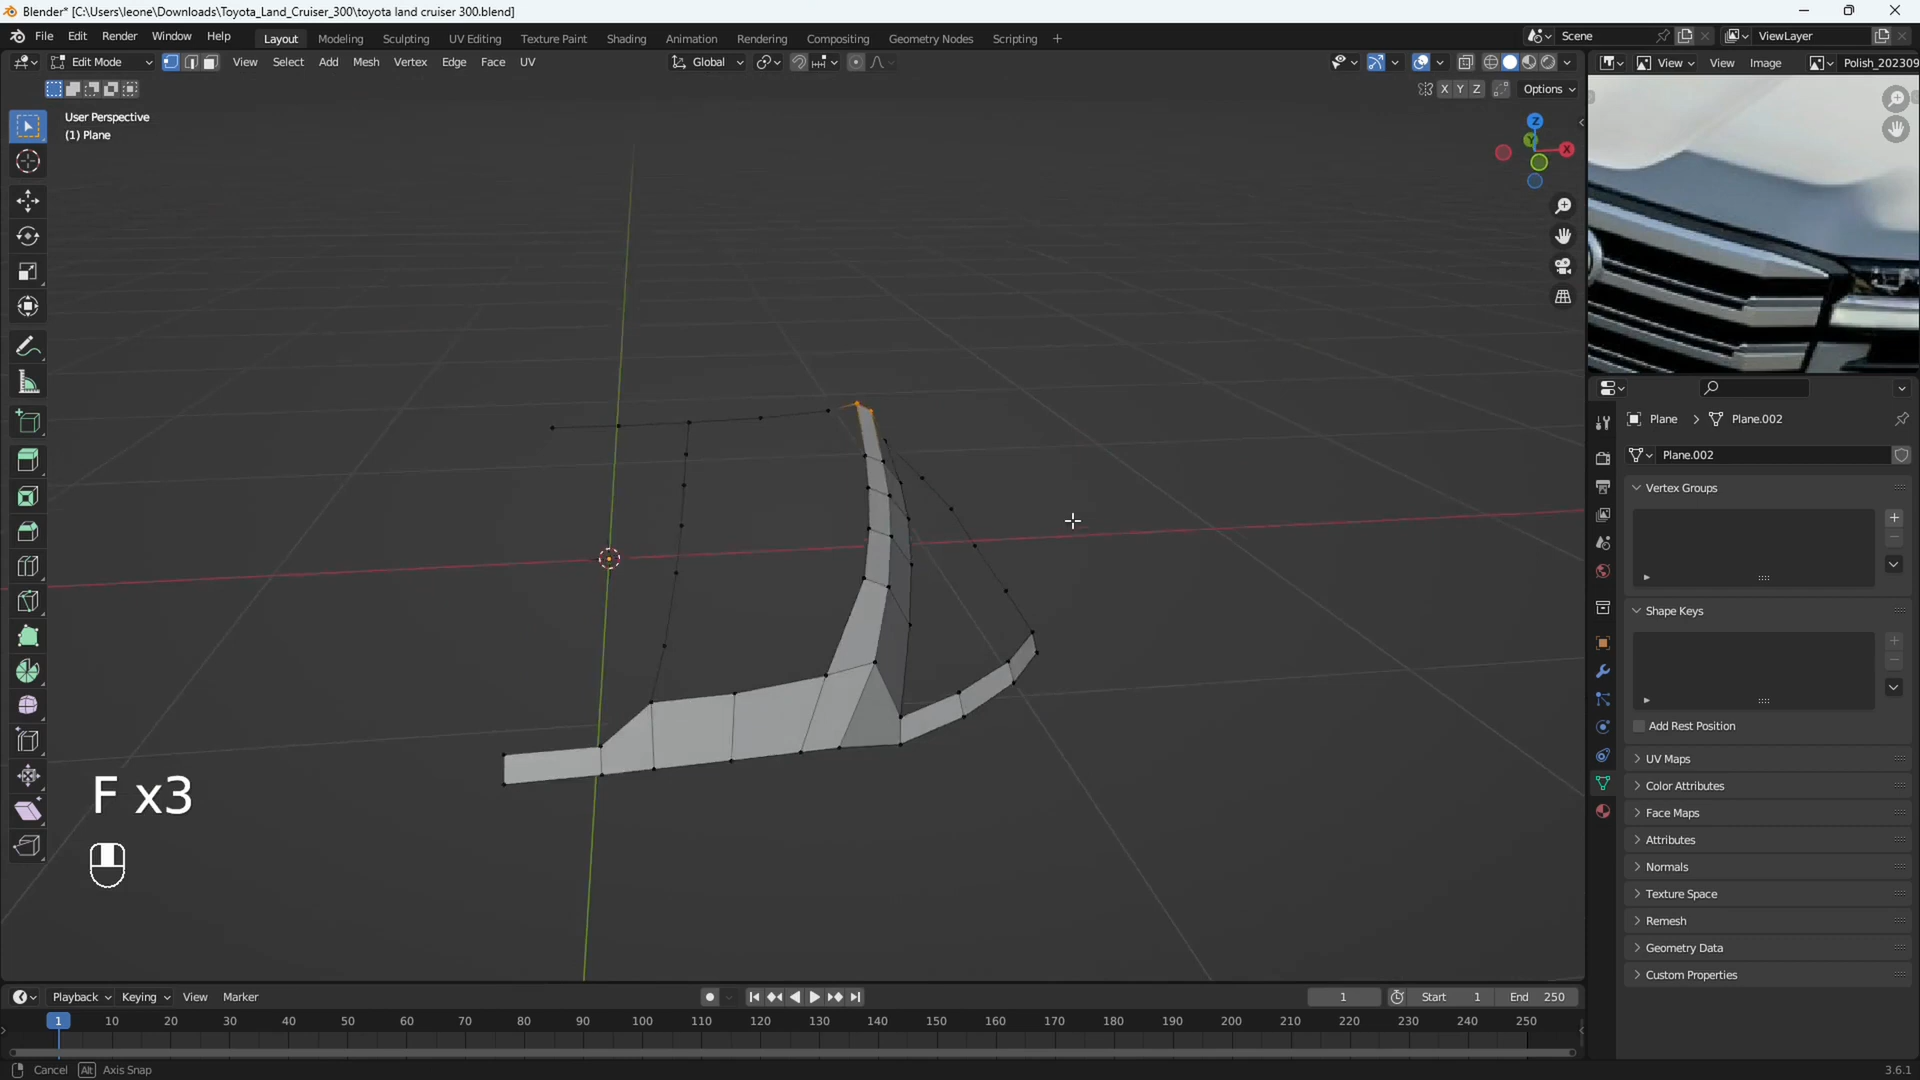 Blender* [C:\Users\leone\Downloads\Toyota_Land_Cruiser_300\toyota land cruiser 300.blend]
File Edit Render Window Help Layout Modeling Sculpting UV Editing Texture Paint Shading Animation Rendering Compositing Geometry Nodes Scripting + Scene ViewLayer
Edit Mode View Select Add Mesh Vertex Edge Face UV Global View View Image Polish_202309
X Y Z Options
User Perspective
(1) Plane
Z
Y
X
Plane > Plane.002
Plane.002
Vertex Groups
Shape Keys
Add Rest Position
UV Maps
Color Attributes
Face Maps
Attributes
Normals
Texture Space
Remesh
Geometry Data
Custom Properties
F x3
Playback Keying View Marker 1 Start 1 End 250
1 10 20 30 40 50 60 70 80 90 100 110 120 130 140 150 160 170 180 190 200 210 220 230 240 250
Cancel Alt Axis Snap 3.6.1